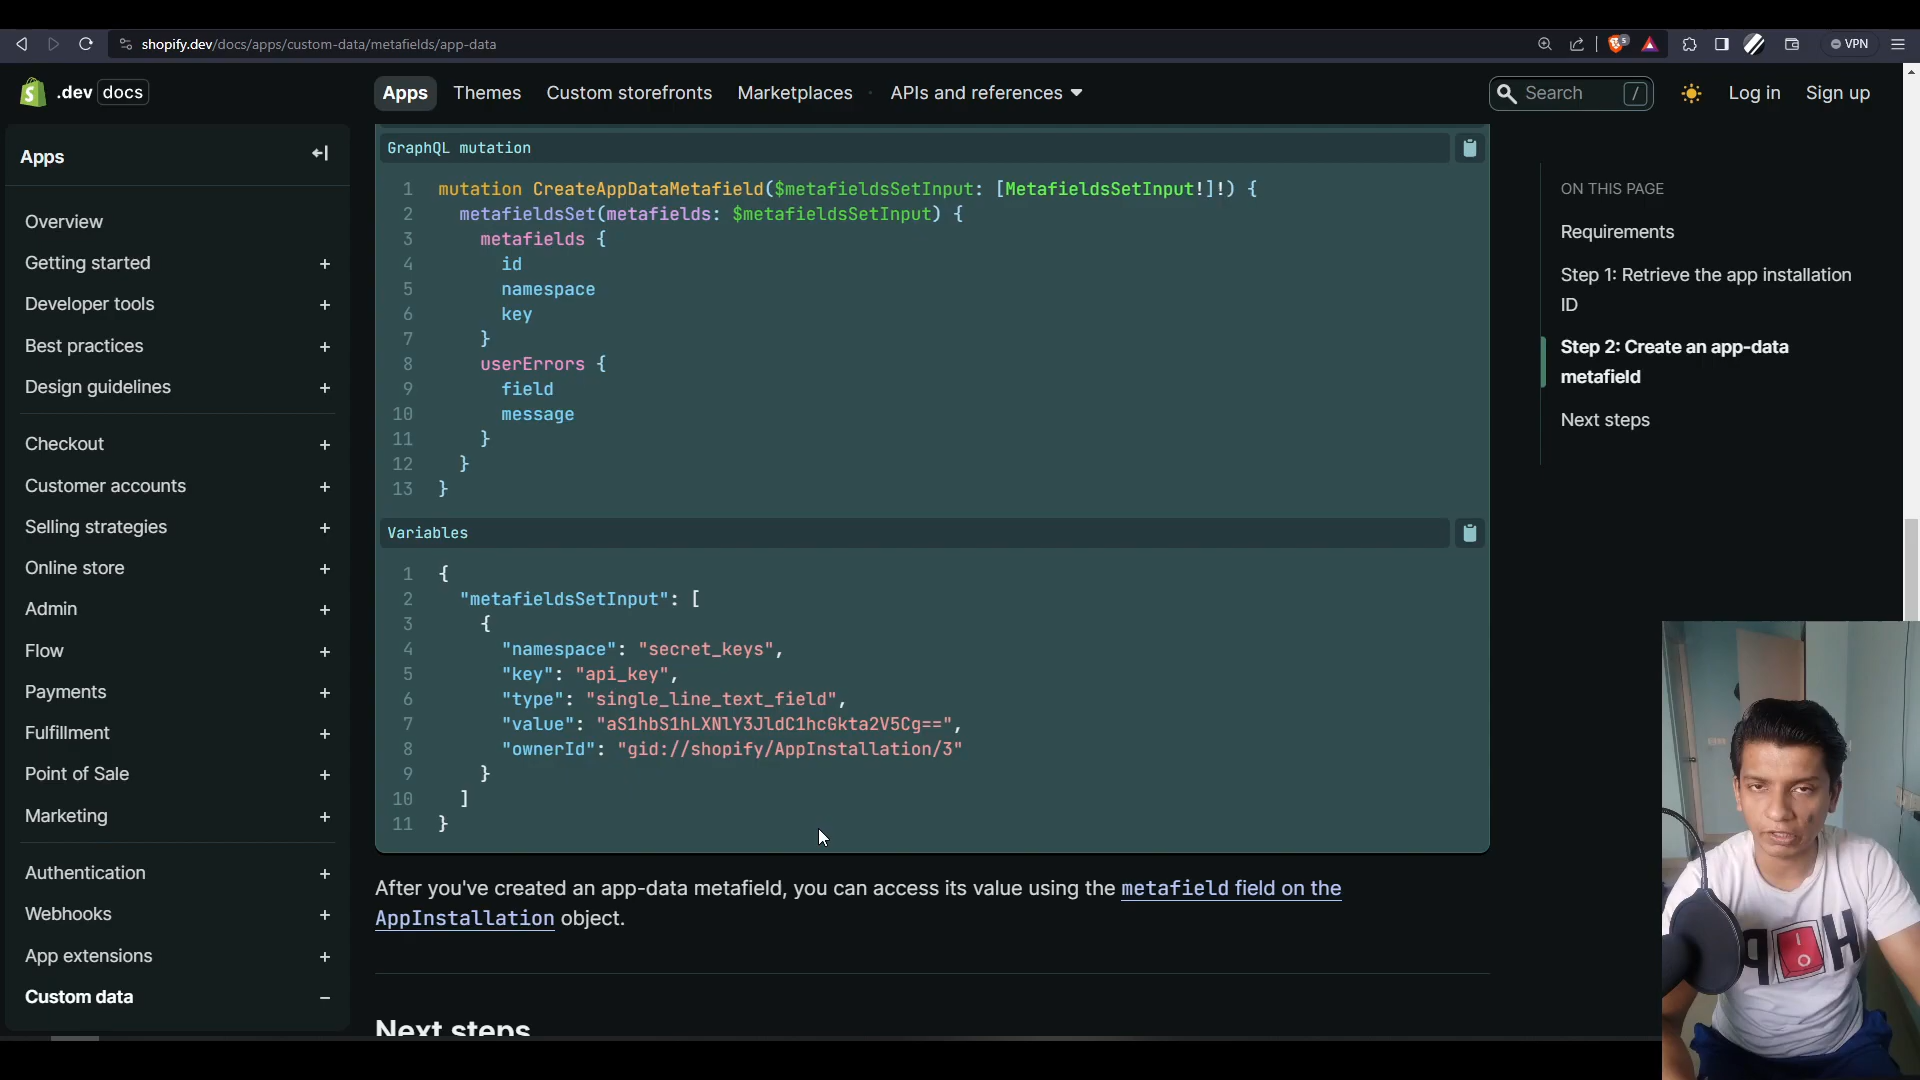 shopify.dev/docs/apps/custom-data/metafields/app-data
5
VPN
.dev docs
Apps
Themes
Custom storefronts
Marketplaces
APIs and references
Search /
Log in
Sign up
Apps
Overview
Getting started +
Developer tools +
Best practices +
Design guidelines +
Checkout +
Customer accounts +
Selling strategies +
Online store +
Admin +
Flow +
Payments +
Fulfillment +
Point of Sale +
Marketing +
Authentication +
Webhooks +
App extensions +
Custom data −
GraphQL mutation
1 mutation CreateAppDataMetafield($metafieldsSetInput: [MetafieldsSetInput!]!) {
2 metafieldsSet(metafields: $metafieldsSetInput) {
3 metafields {
4 id
5 namespace
6 key
7 }
8 userErrors {
9 field
10 message
11 }
12 }
13 }
Variables
1 {
2 "metafieldsSetInput": [
3 {
4 "namespace": "secret_keys",
5 "key": "api_key",
6 "type": "single_line_text_field",
7 "value": "aS1hbS1hLXNlY3JldC1hcGkta2V5Cg==",
8 "ownerId": "gid://shopify/AppInstallation/3"
9 }
10 ]
11 }
After you've created an app-data metafield, you can access its value using the metafield field on the
AppInstallation object.
Next steps
ON THIS PAGE
Requirements
Step 1: Retrieve the app installation
ID
Step 2: Create an app-data
metafield
Next steps